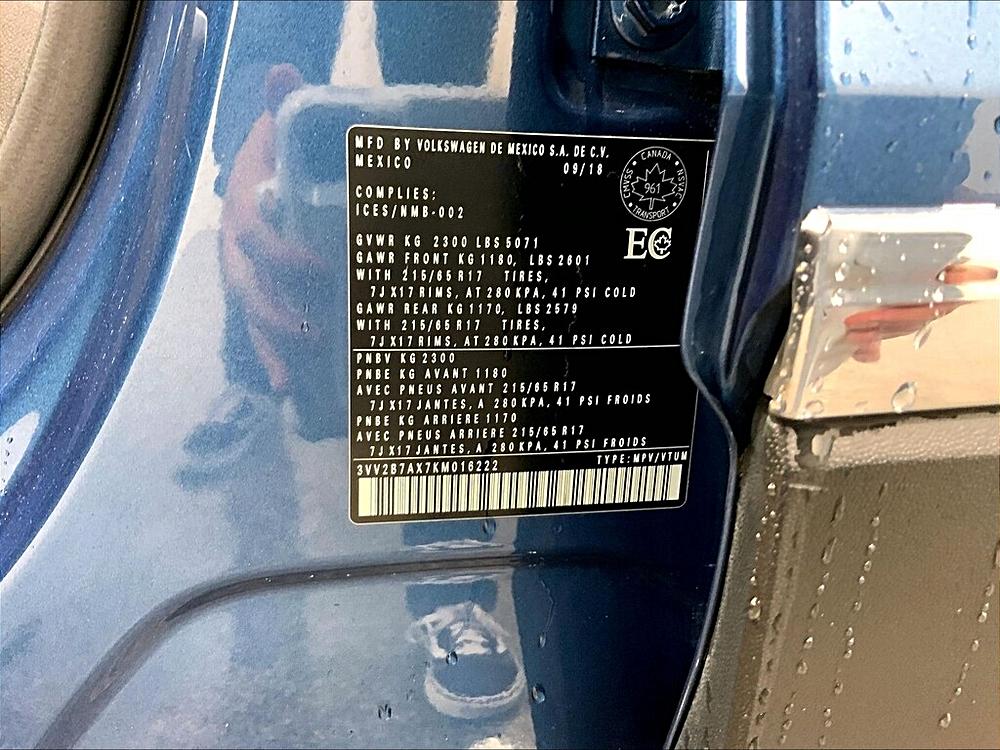 MFD BY VOLKSWAGEN DE MEXICO S.A. DE C.V.
MEXICO 09/18
CANADA
CMVSS 961 NSVAC
TRANSPORT
COMPLIES:
ICES/NMB-002
EC
GVWR KG 2300 LBS 5071
GAWR FRONT KG 1180, LBS 2601
WITH 215/65 R17 TIRES,
7J X17 RIMS, AT 280 KPA, 41 PSI COLD
GAWR REAR KG 1170, LBS 2579
WITH 215/65 R17 TIRES,
7J X17 RIMS, AT 280 KPA, 41 PSI COLD
PNBV KG 2300
PNBE KG AVANT 1180
AVEC PNEUS AVANT 215/65 R17
7J X17 JANTES, A 280 KPA, 41 PSI FROIDS
PNBE KG ARRIERE 1170
AVEC PNEUS ARRIERE 215/65 R17
7J X17 JANTES, A 280 KPA, 41 PSI FROIDS
3VV2B7AX7KM016222 TYPE: MPV/VTUM